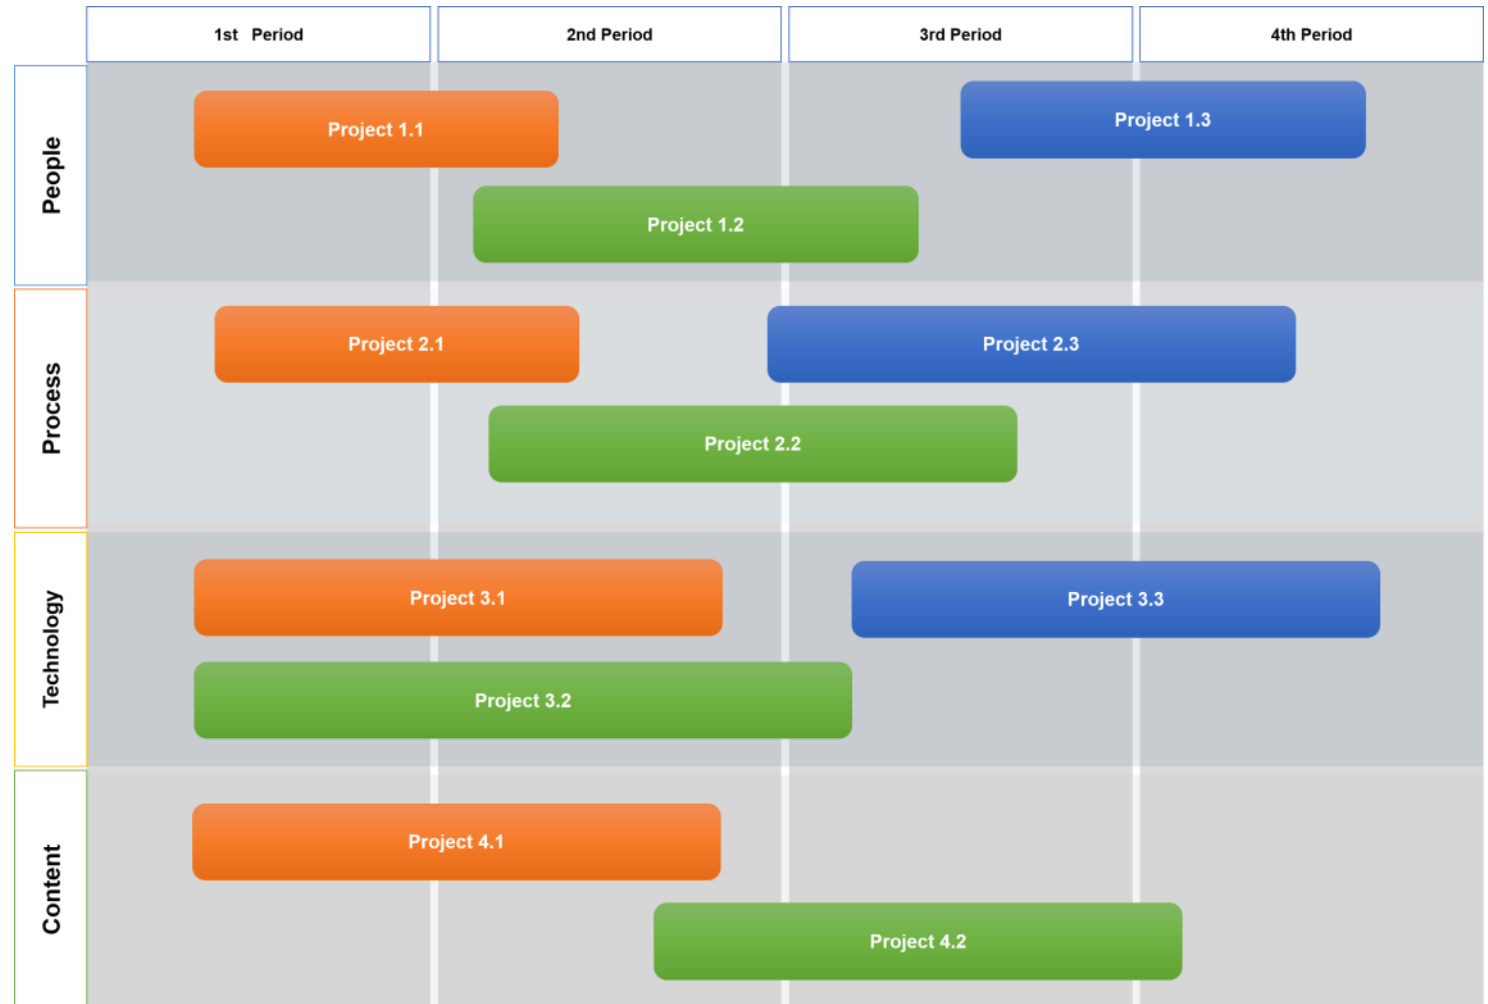 1st   Period
2nd Period
3rd Period
4th Period
People
Project 1.1
Project 1.3
Project 1.2
Process
Project 2.1
Project 2.3
Project 2.2
Technology
Project 3.1
Project 3.3
Project 3.2
Content
Project 4.1
Project 4.2